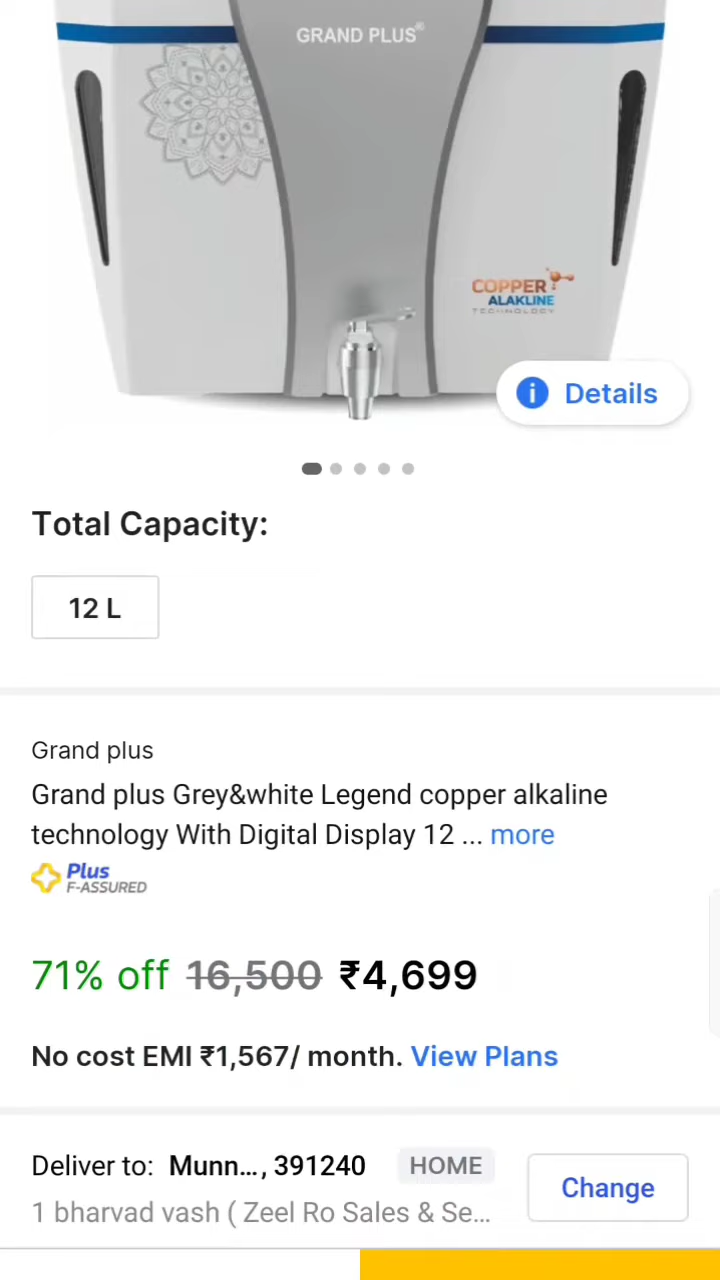 GRAND PLUS®
COPPER
ALAKLINE
TECHNOLOGY
Details
Total Capacity:
12 L
Grand plus
Grand plus Grey&white Legend copper alkaline
technology With Digital Display 12 ... more
Plus
F-ASSURED
71% off 16,500 ₹4,699
No cost EMI ₹1,567/ month. View Plans
Deliver to: Munn..., 391240 HOME
Change
1 bharvad vash ( Zeel Ro Sales & Se...